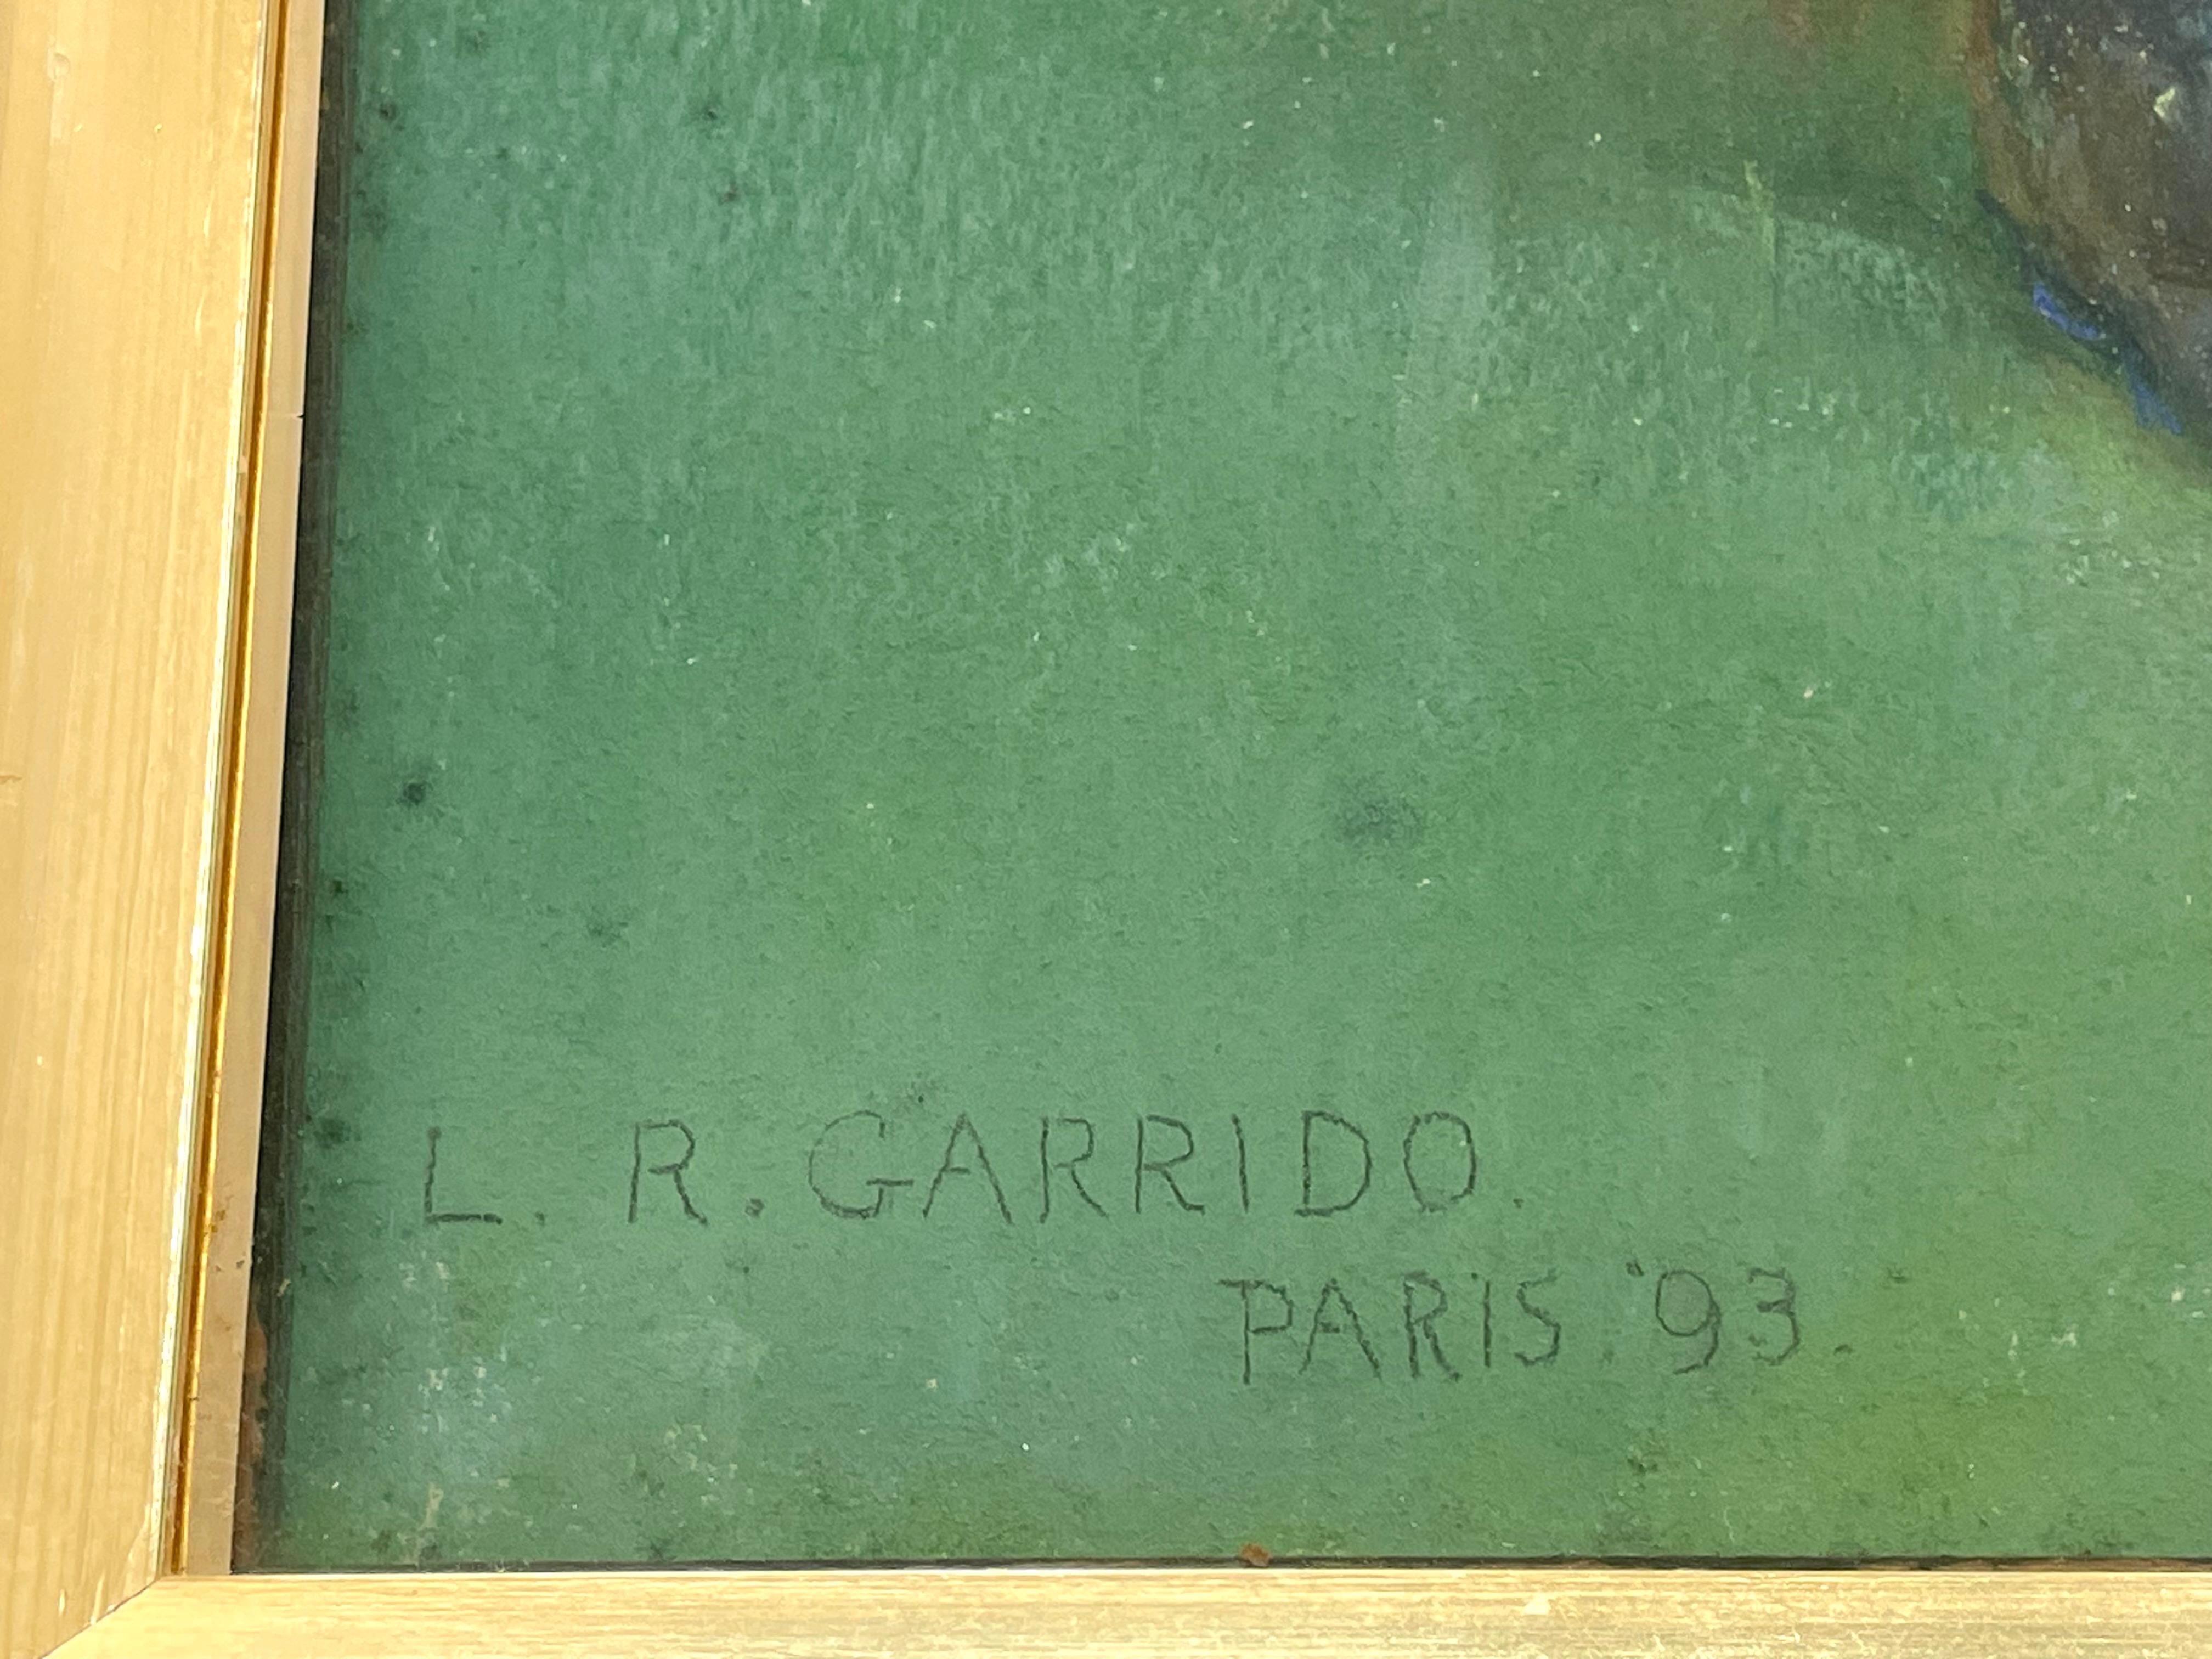 L. R. GARRIDO.
PARIS '93.